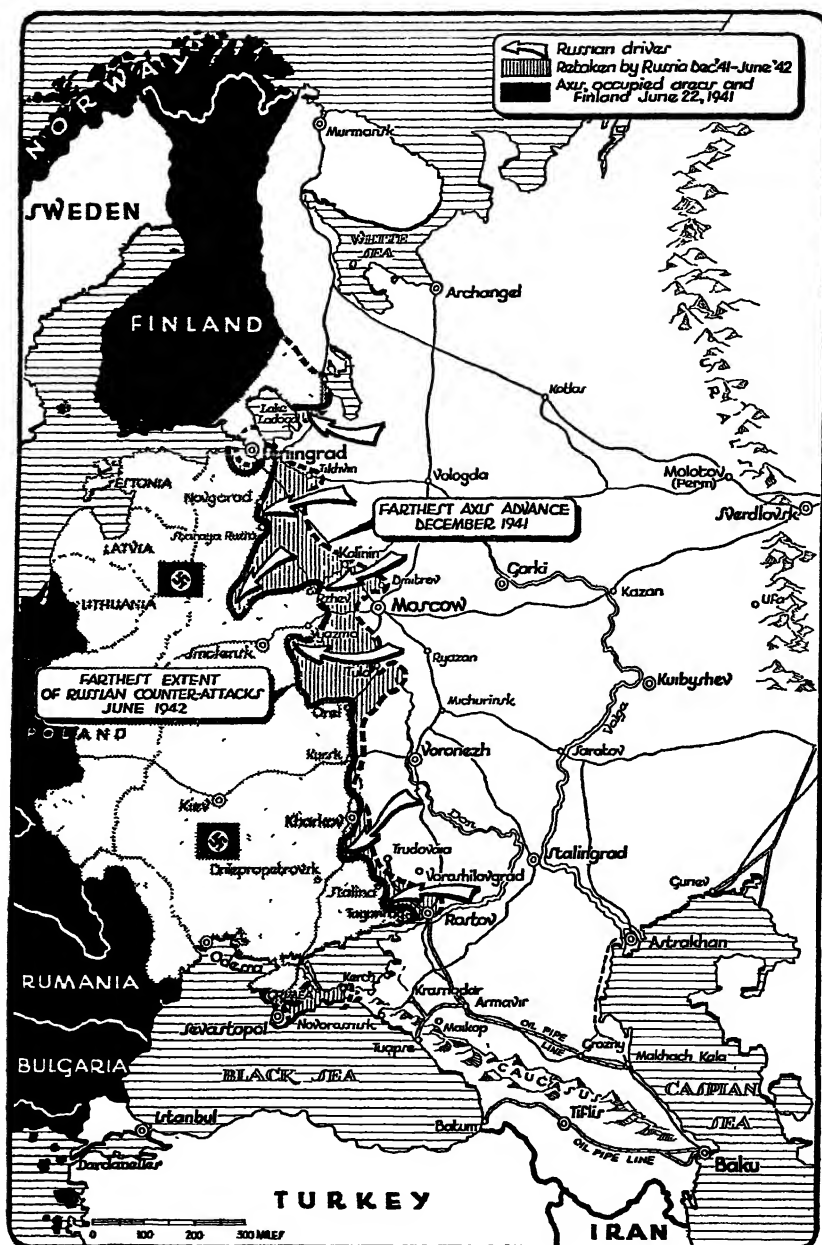 Russian drives
Retaken by Russia Dec.'41-June '42
Axis occupied areas and
Finland June 22, 1941
NORWAY
Murmansk
SWEDEN
WHITE
SEA
Archangel
FINLAND
URAL
Kotlas
Lake
Ladoga
Leningrad
Tikhvin
Vologda
Molotov
(Perm)
Sverdlovsk
ESTONIA
Novgorod
FARTHEST AXIS ADVANCE
DECEMBER 1941
Staraya Russa
LATVIA
Kalinin
Dmitrov
Gorki
Kazan
LITHUANIA
Rzhev
Moscow
Ufa
Vyazma
Smolensk
Ryazan
Tula
Kuibyshev
FARTHEST EXTENT
OF RUSSIAN COUNTER-ATTACKS
JUNE 1942
Michurinsk
Volga
Orel
POLAND
Saratov
Kursk
Voronezh
Kiev
Don
Kharkov
Trudovaia
Stalingrad
Voroshilovgrad
Dniepropetrovsk
Stalino
Guriev
Taganrog
Rostov
Astrakhan
Odessa
RUMANIA
Kerch
CRIMEA
Krasnodar
Armavir
Sevastopol
Novorossisk
Maikop
OIL PIPE
LINE
Grozny
Tuapse
Makhach Kala
BULGARIA
BLACK SEA
CAUCASUS
CASPIAN
SEA
Istanbul
Batum
Tiflis
OIL PIPE LINE
Baku
Dardanelles
TURKEY
IRAN
0 100 200 300 MILES